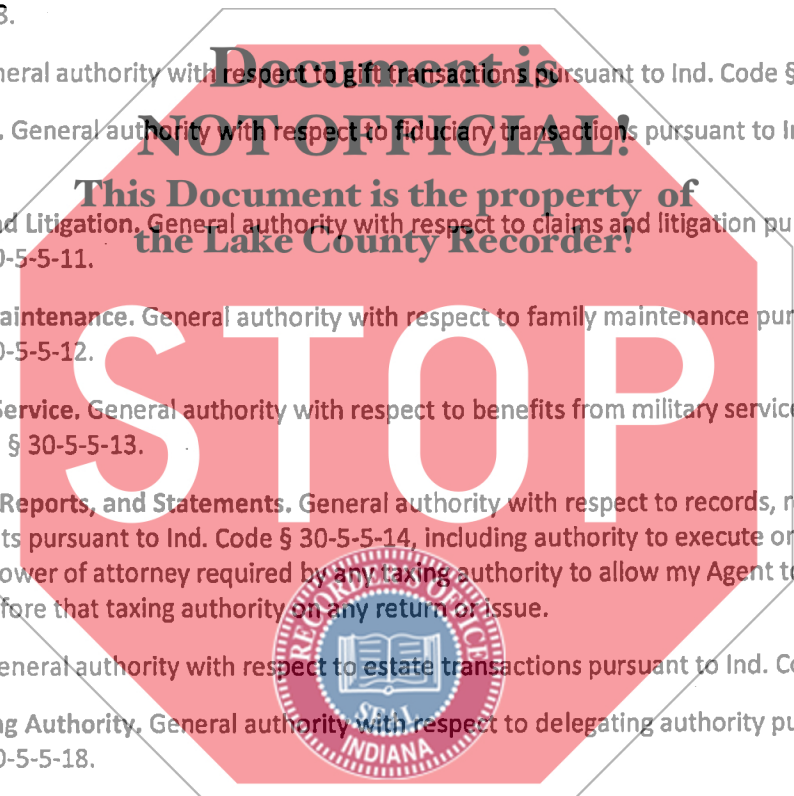 3.
neral authority with respect to gift transactions pursuant to Ind. Code §
. General authority with respect to fiduciary transactions pursuant to I
d Litigation. General authority with respect to claims and litigation pu
0-5-5-11.
aintenance. General authority with respect to family maintenance pur
0-5-5-12.
Service. General authority with respect to benefits from military service
§ 30-5-5-13.
Reports, and Statements. General authority with respect to records, r
ts pursuant to Ind. Code § 30-5-5-14, including authority to execute or
ower of attorney required by any taxing authority to allow my Agent to
fore that taxing authority on any return or issue.
eneral authority with respect to estate transactions pursuant to Ind. Co
ng Authority. General authority with respect to delegating authority pu
0-5-5-18.
Document is
NOT OFFICIAL!
This Document is the property of
the Lake County Recorder!
STOP
RECORDER'S OFFICE
SEAL
INDIANA